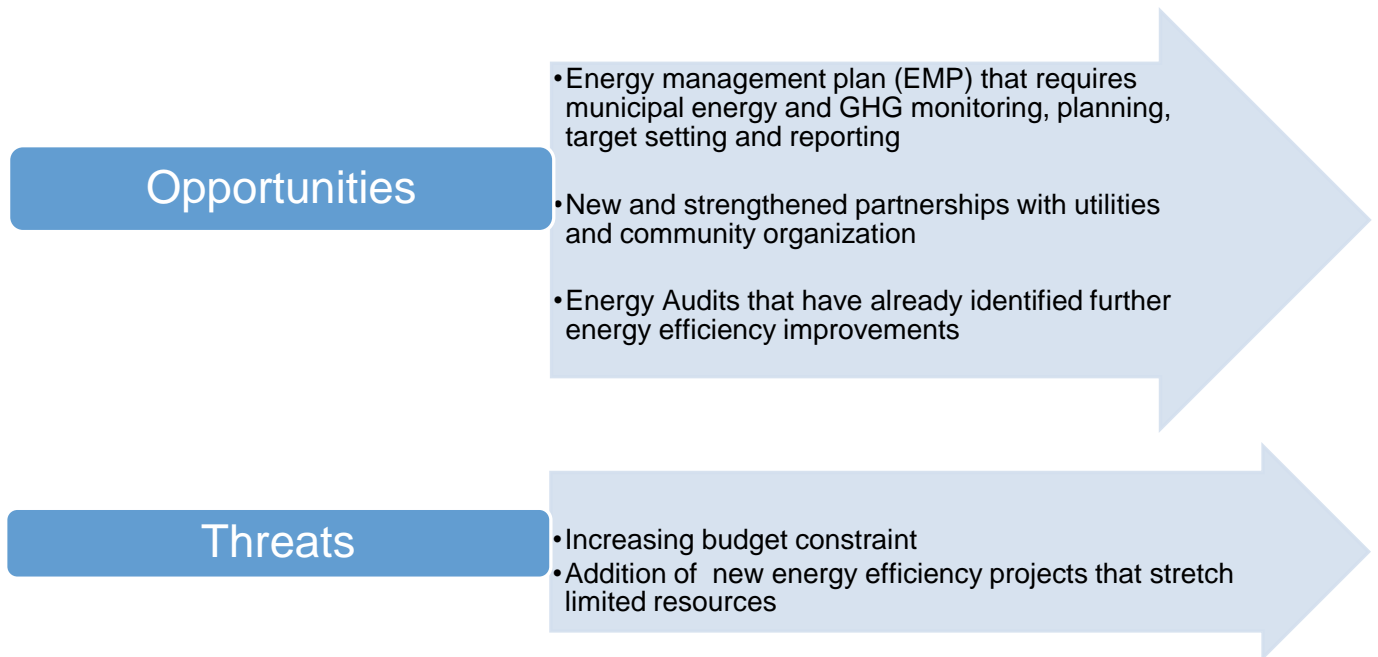 Opportunities
•Energy management plan (EMP) that requires
municipal energy and GHG monitoring, planning,
target setting and reporting
•New and strengthened partnerships with utilities
and community organization
•Energy Audits that have already identified further
energy efficiency improvements
Threats
•Increasing budget constraint
•Addition of  new energy efficiency projects that stretch
limited resources